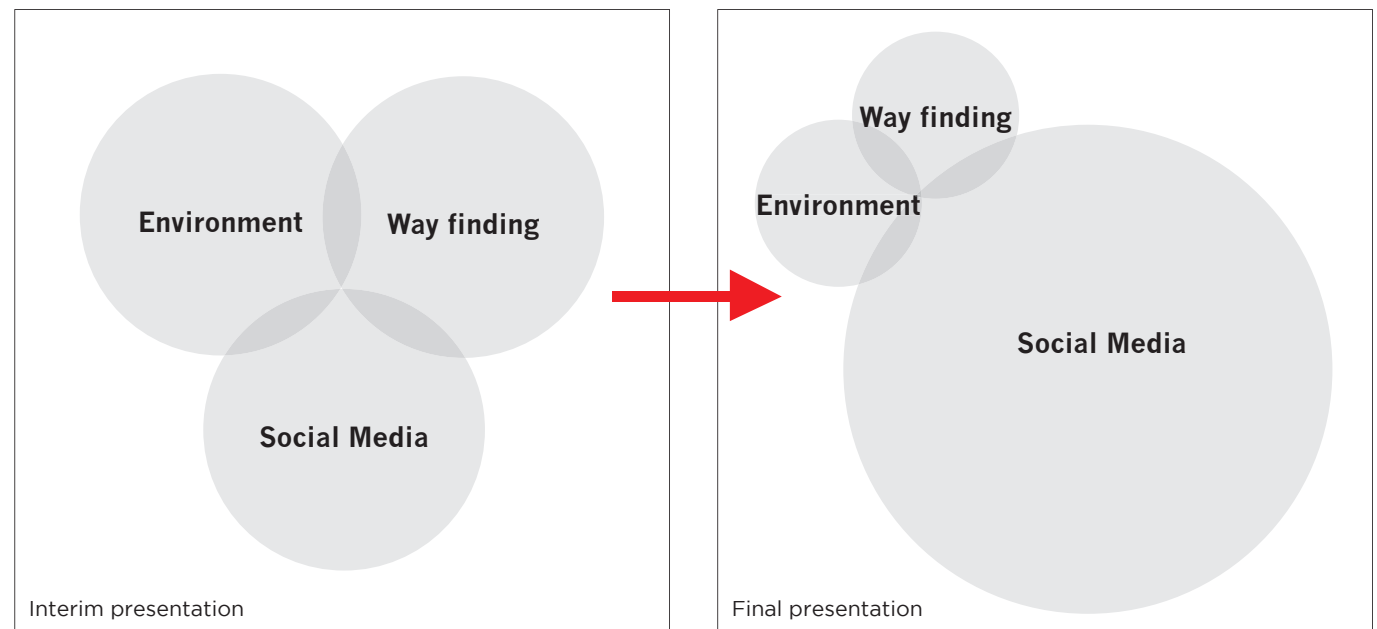 Environment
Way finding
Social Media
Interim presentation
Way finding
Environment
Social Media
Final presentation